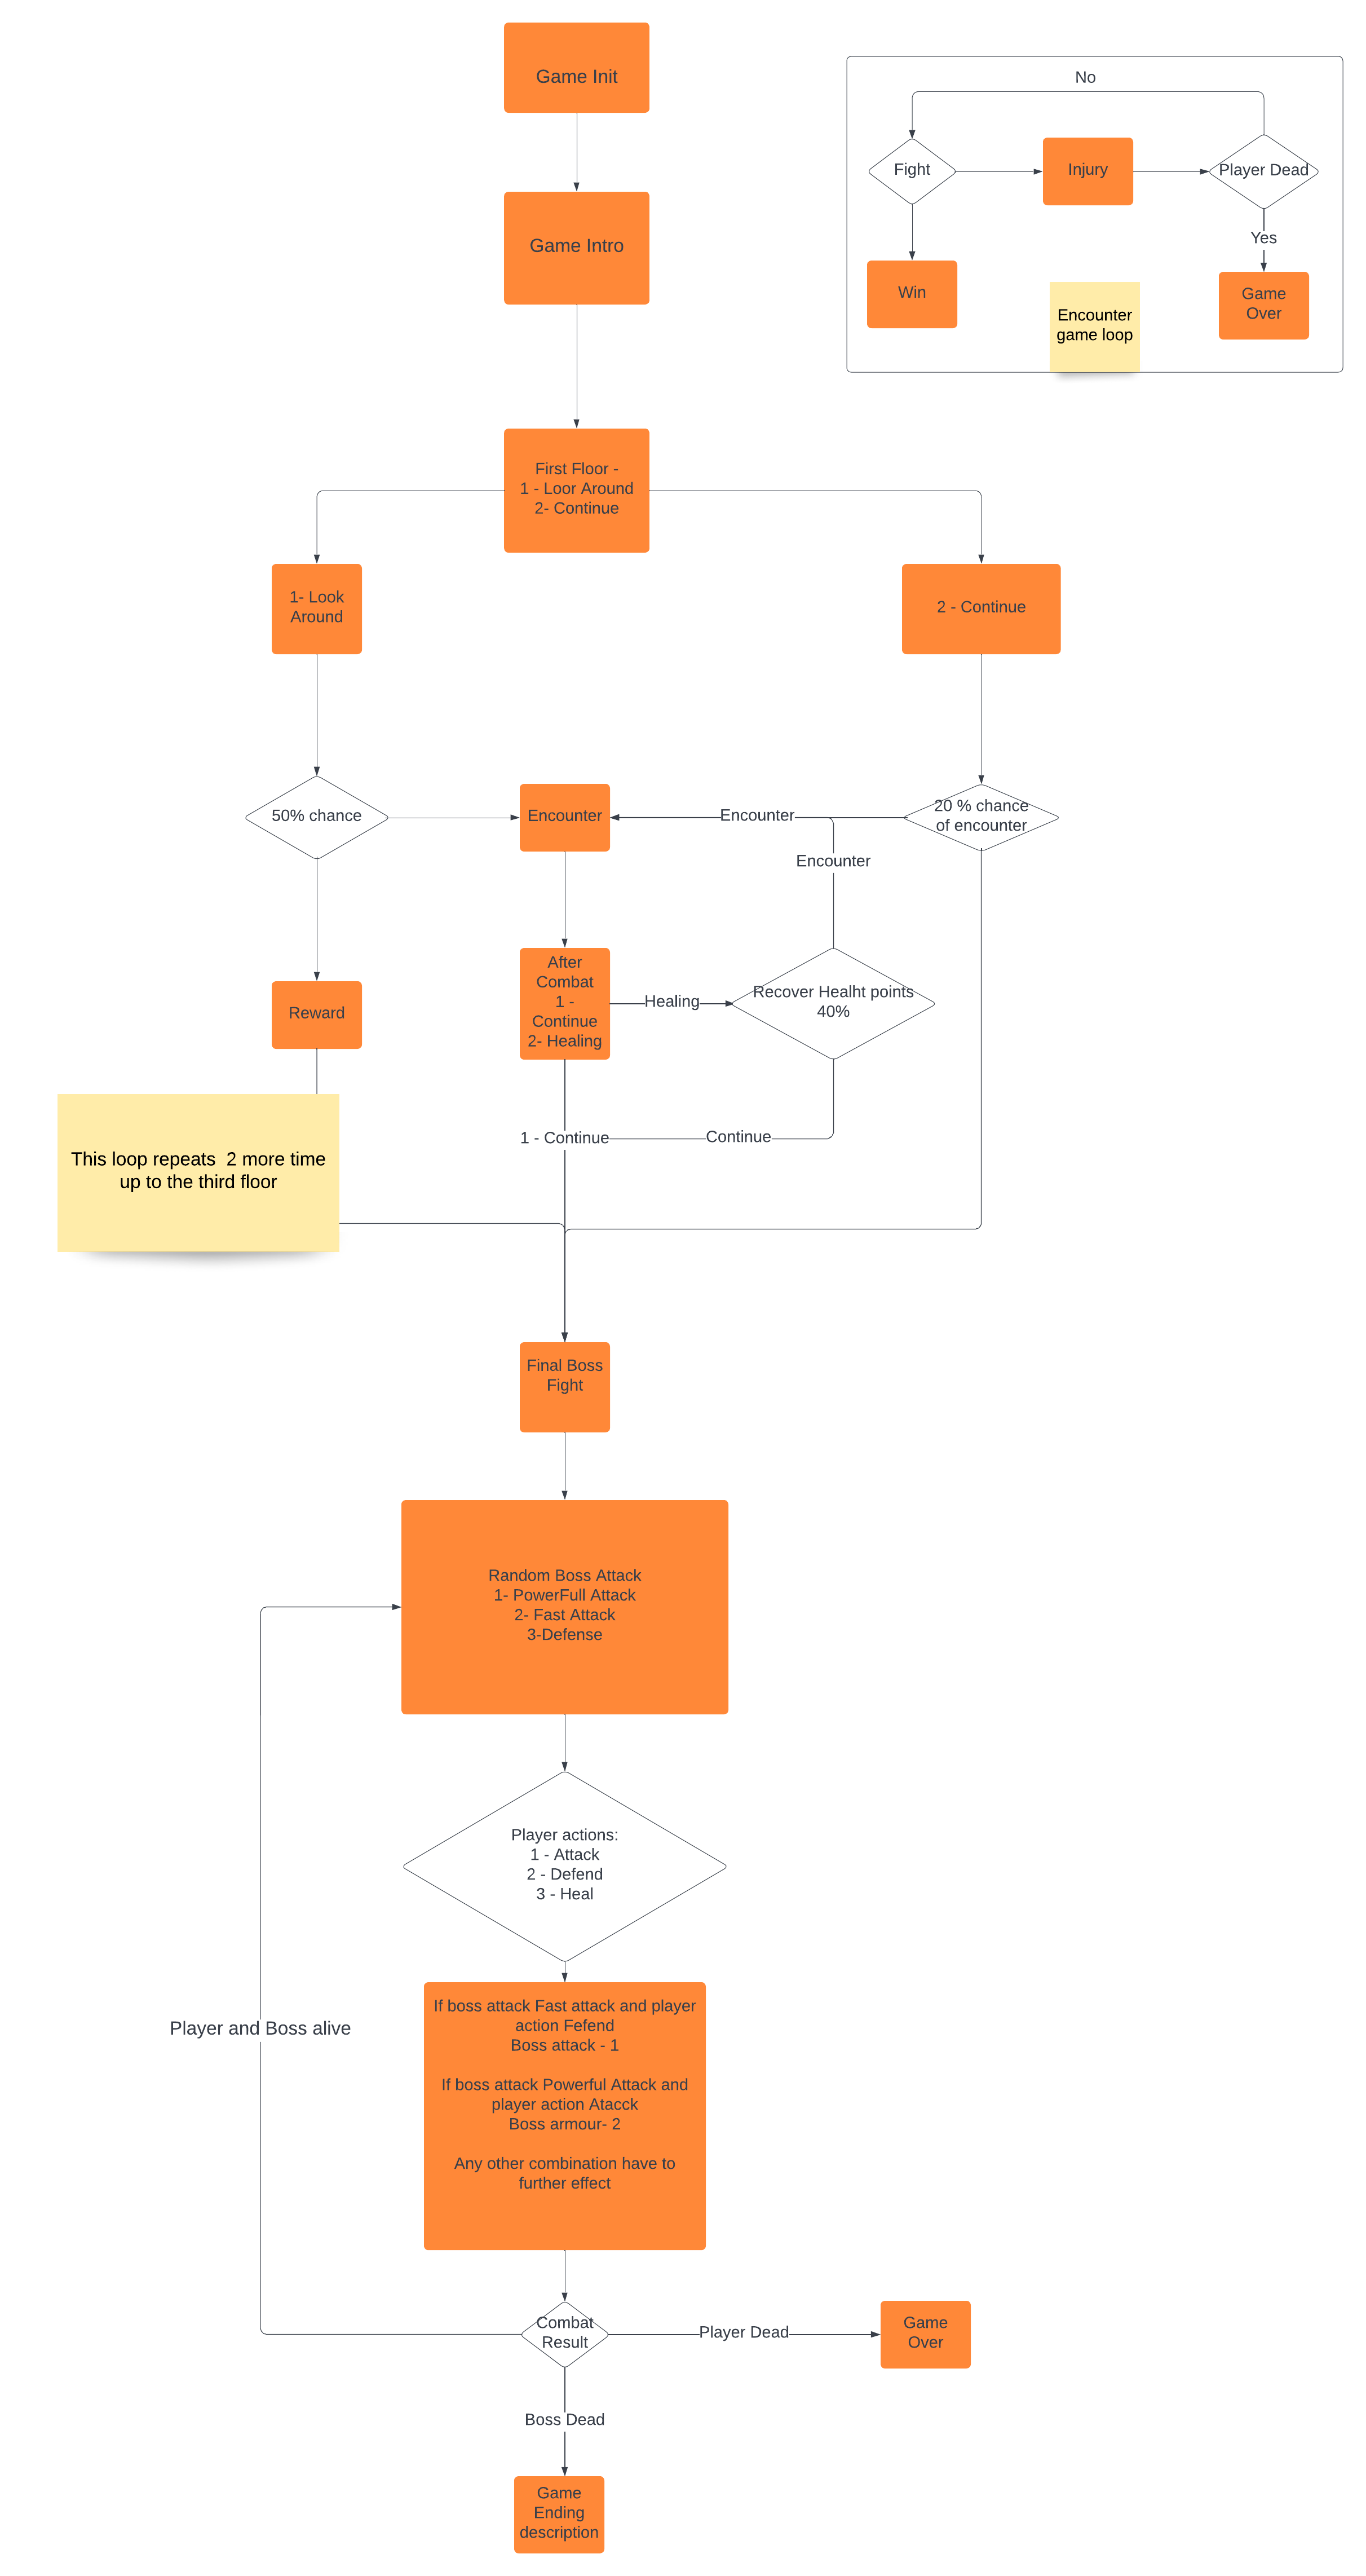 Game Init
No
Fight
Injury
Player Dead
Yes
Win
Game
Over
Encounter
game loop
Game Intro
First Floor -
1 - Loor Around
2- Continue
1- Look
Around
2 - Continue
50% chance
Encounter
Encounter
20 % chance
of encounter
Encounter
After
Combat
1 -
Continue
2- Healing
Healing
Recover Healht points
40%
Reward
1 - Continue
Continue
This loop repeats  2 more time
up to the third floor
Final Boss
Fight
Random Boss Attack
1- PowerFull Attack
2- Fast Attack
3-Defense
Player actions:
1 - Attack
2 - Defend
3 - Heal
If boss attack Fast attack and player
action Fefend
Boss attack - 1
If boss attack Powerful Attack and
player action Atacck
Boss armour- 2
Any other combination have to
further effect
Player and Boss alive
Combat
Result
Player Dead
Game
Over
Boss Dead
Game
Ending
description